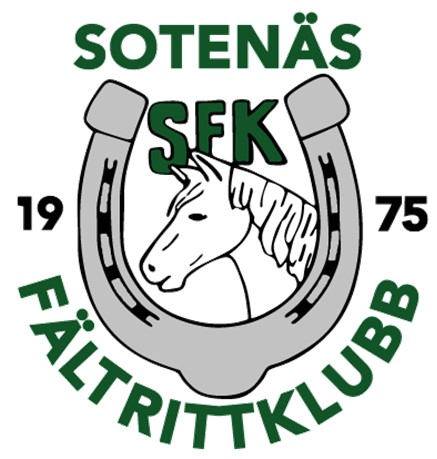 SOTENÄS
SFK
19 75
FÄLTRITTKLUBB